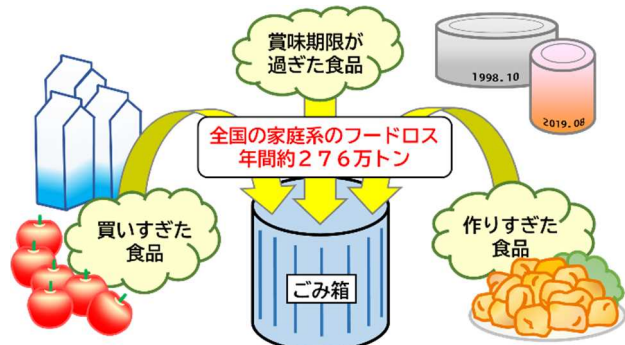 賞味期限が
過ぎた食品
1998.10
2019.08
全国の家庭系のフードロス
年間約276万トン
買いすぎた
食品
作りすぎた
食品
ごみ箱